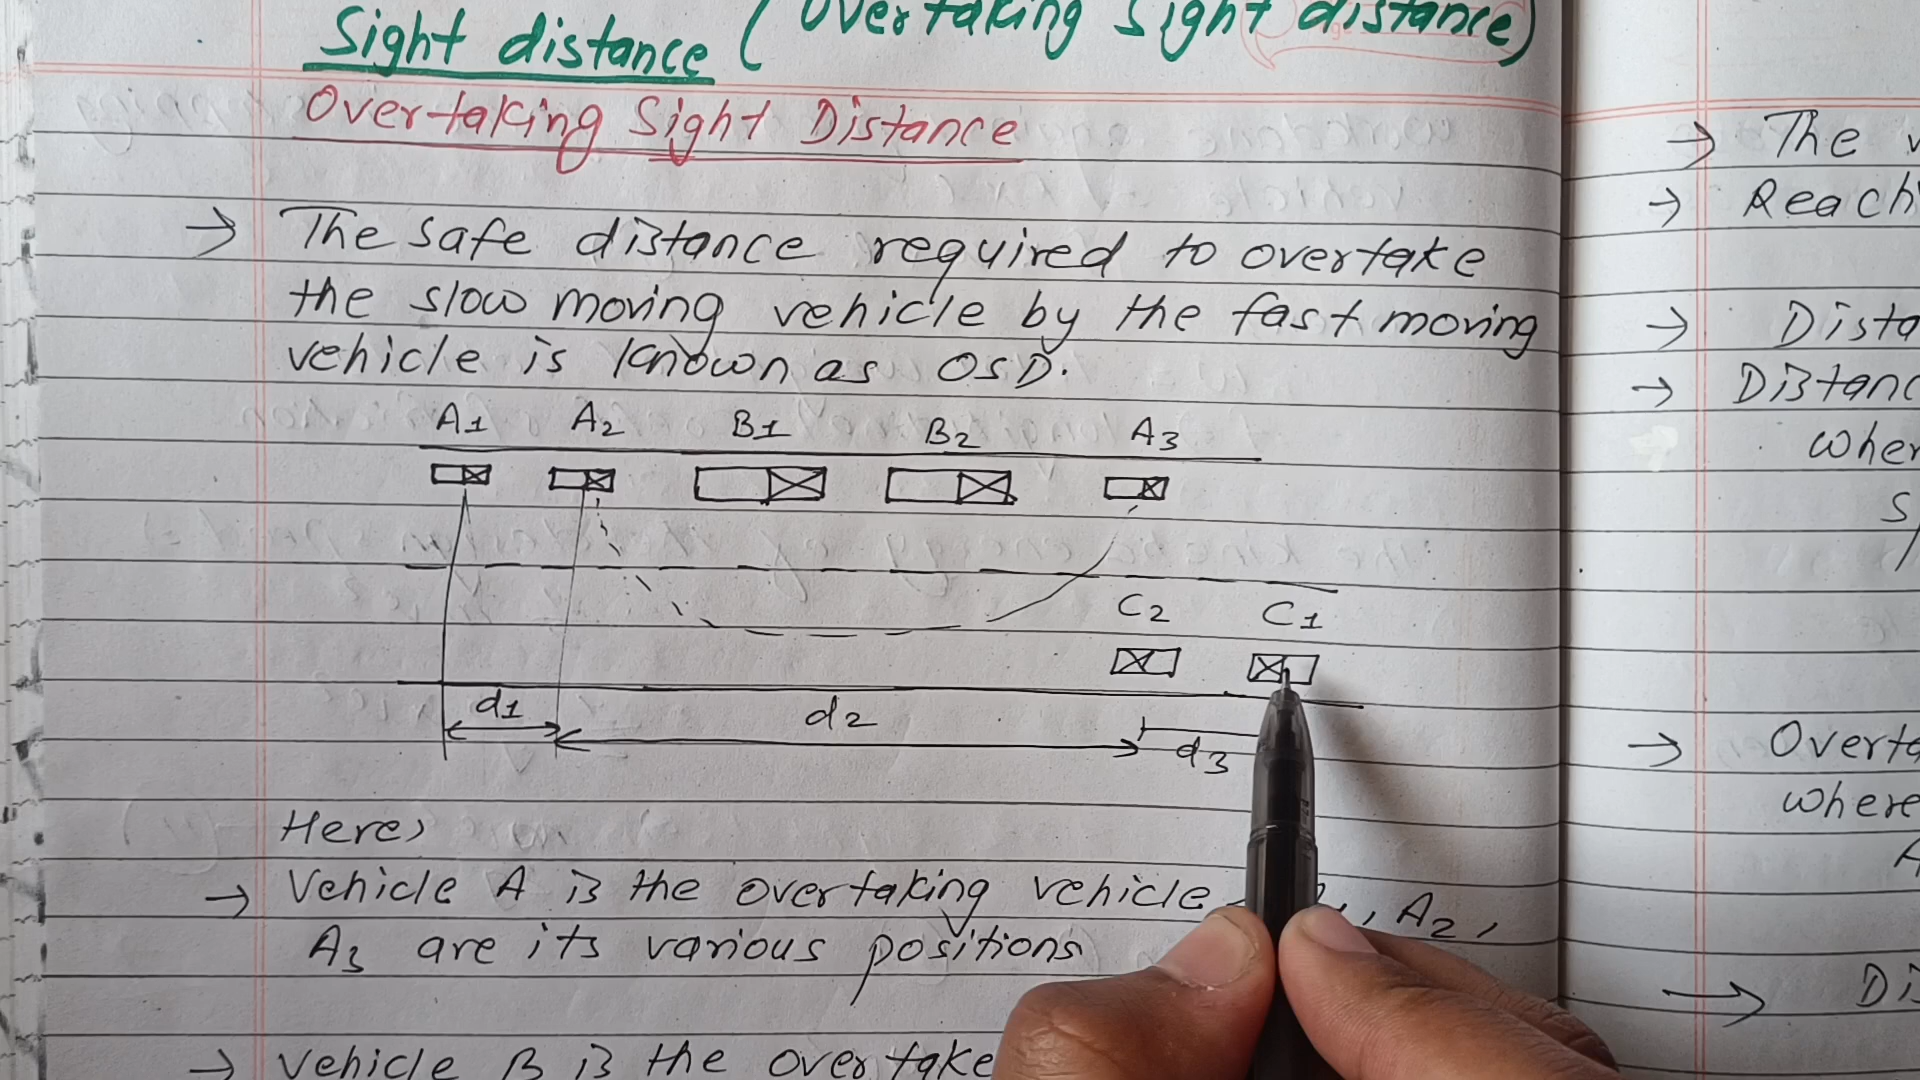 Sight distance (Overtaking Sight distance)
Overtaking Sight Distance
→ The safe distance required to overtake
the slow moving vehicle by the fast moving
vehicle is known as OSD.
A1 A2 B1 B2 A3
C2 C1
d1 d2 d3
Here,
→ Vehicle A is the overtaking vehicle A2,
A3 are its various positions
→ Vehicle B is the overtake
→ The
→ Reach
→ Dista
→ Distanc
wher
S
→ Overta
where
A
→ Di